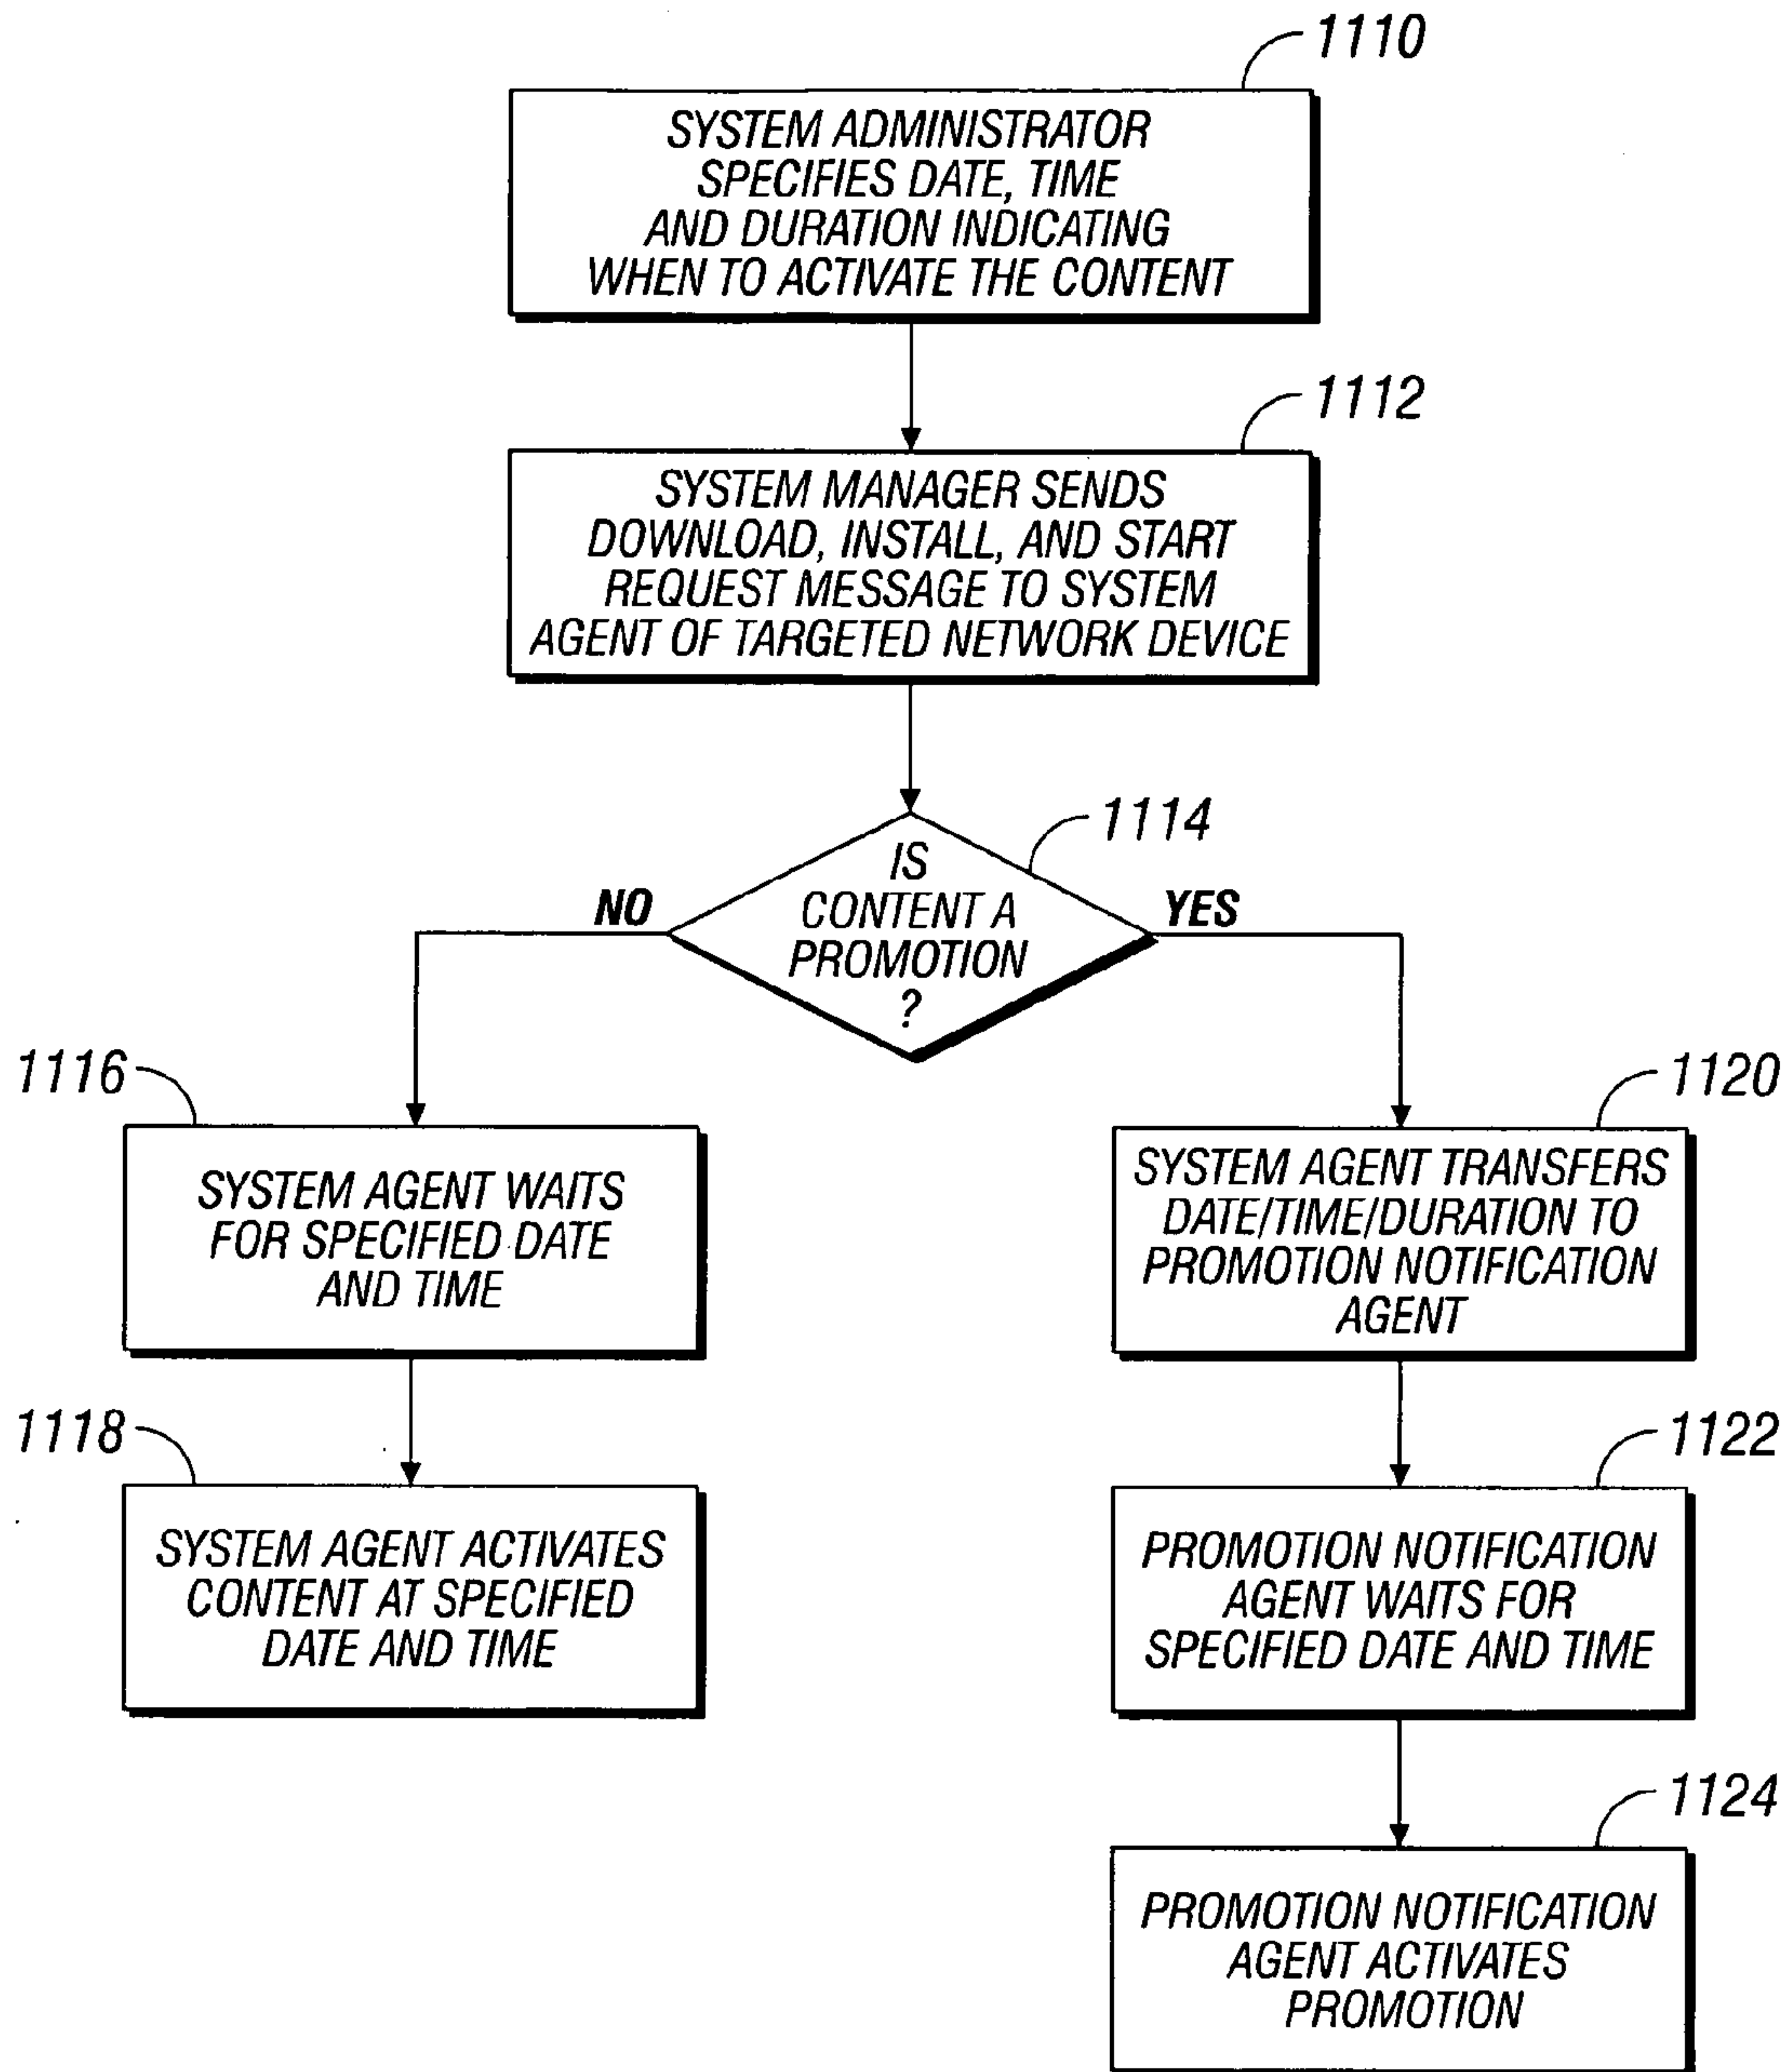 1110
SYSTEM ADMINISTRATOR
SPECIFIES DATE, TIME
AND DURATION INDICATING
WHEN TO ACTIVATE THE CONTENT
1112
SYSTEM MANAGER SENDS
DOWNLOAD, INSTALL, AND START
REQUEST MESSAGE TO SYSTEM
AGENT OF TARGETED NETWORK DEVICE
1114
IS
CONTENT A
PROMOTION
?
NO
YES
1116
SYSTEM AGENT WAITS
FOR SPECIFIED DATE
AND TIME
1118
SYSTEM AGENT ACTIVATES
CONTENT AT SPECIFIED
DATE AND TIME
1120
SYSTEM AGENT TRANSFERS
DATE/TIME/DURATION TO
PROMOTION NOTIFICATION
AGENT
1122
PROMOTION NOTIFICATION
AGENT WAITS FOR
SPECIFIED DATE AND TIME
1124
PROMOTION NOTIFICATION
AGENT ACTIVATES
PROMOTION